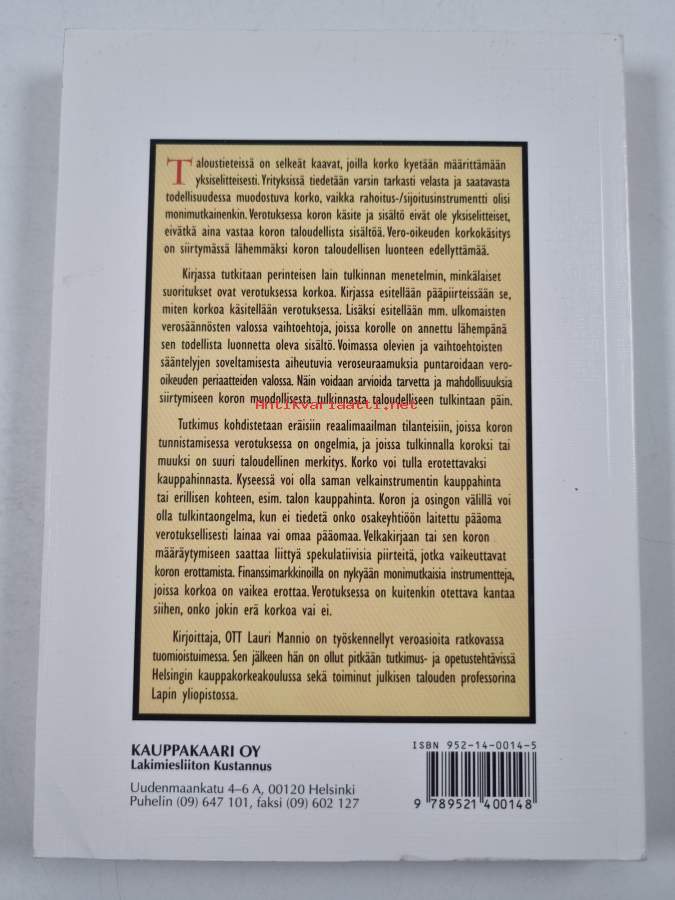 Taloustieteissä on selkeät kaavat, joilla korko kyetään määrittämään
yksiselitteisesti. Yrityksissä tiedetään varsin tarkasti velasta ja saatavasta
todellisuudessa muodostuva korko, vaikka rahoitus-/sijoitusinstrumentti olisi
monimutkainenkin. Verotuksessa koron käsite ja sisältö eivät ole yksiselitteiset,
eivätkä aina vastaa koron taloudellista sisältöä. Vero-oikeuden korkokäsitys
on siirtymässä lähemmäksi koron taloudellisen luonteen edellyttämää.
Kirjassa tutkitaan perinteisen lain tulkinnan menetelmin, minkälaiset
suoritukset ovat verotuksessa korkoa. Kirjassa esitellään pääpiirteissään se,
miten korkoa käsitellään verotuksessa. Lisäksi esitellään mm. ulkomaisten
verosäännösten valossa vaihtoehtoja, joissa korolle on annettu lähempänä
sen todellista luonnetta oleva sisältö. Voimassa olevien ja vaihtoehtoisten
sääntelyjen soveltamisesta aiheutuvia veroseuraamuksia puntaroidaan vero-
oikeuden periaatteiden valossa. Näin voidaan arvioida tarvetta ja mahdollisuuksia
siirtymiseen koron muodollisesta tulkinnasta taloudelliseen tulkintaan päin.
Antikvariaatti.net
Tutkimus kohdistetaan eräisiin reaalimaailman tilanteisiin, joissa koron
tunnistamisessa verotuksessa on ongelmia, ja joissa tulkinnalla koroksi tai
muuksi on suuri taloudellinen merkitys. Korko voi tulla erotettavaksi
kauppahinnasta. Kyseessä voi olla saman velkainstrumentin kauppahinta
tai erillisen kohteen, esim. talon kauppahinta. Koron ja osingon välillä voi
olla tulkintaongelma, kun ei tiedetä onko osakeyhtiöön laitettu pääoma
verotuksellisesti lainaa vai omaa pääomaa. Velkakirjaan tai sen koron
määräytymiseen saattaa liittyä spekulatiivisia piirteitä, jotka vaikeuttavat
koron erottamista. Finanssimarkkinoilla on nykyään monimutkaisia instrumentteja,
joissa korkoa on vaikea erottaa. Verotuksessa on kuitenkin otettava kantaa
siihen, onko jokin erä korkoa vai ei.
Kirjoittaja, OTT Lauri Mannio on työskennellyt veroasioita ratkovassa
tuomioistuimessa. Sen jälkeen hän on ollut pitkään tutkimus- ja opetustehtävissä
Helsingin kauppakorkeakoulussa sekä toiminut julkisen talouden professorina
Lapin yliopistossa.
KAUPPAKAARI OY
Lakimiesliiton Kustannus
Uudenmaankatu 4–6 A, 00120 Helsinki
Puhelin (09) 647 101, faksi (09) 602 127
ISBN 952-14-0014-5
9 789521 400148